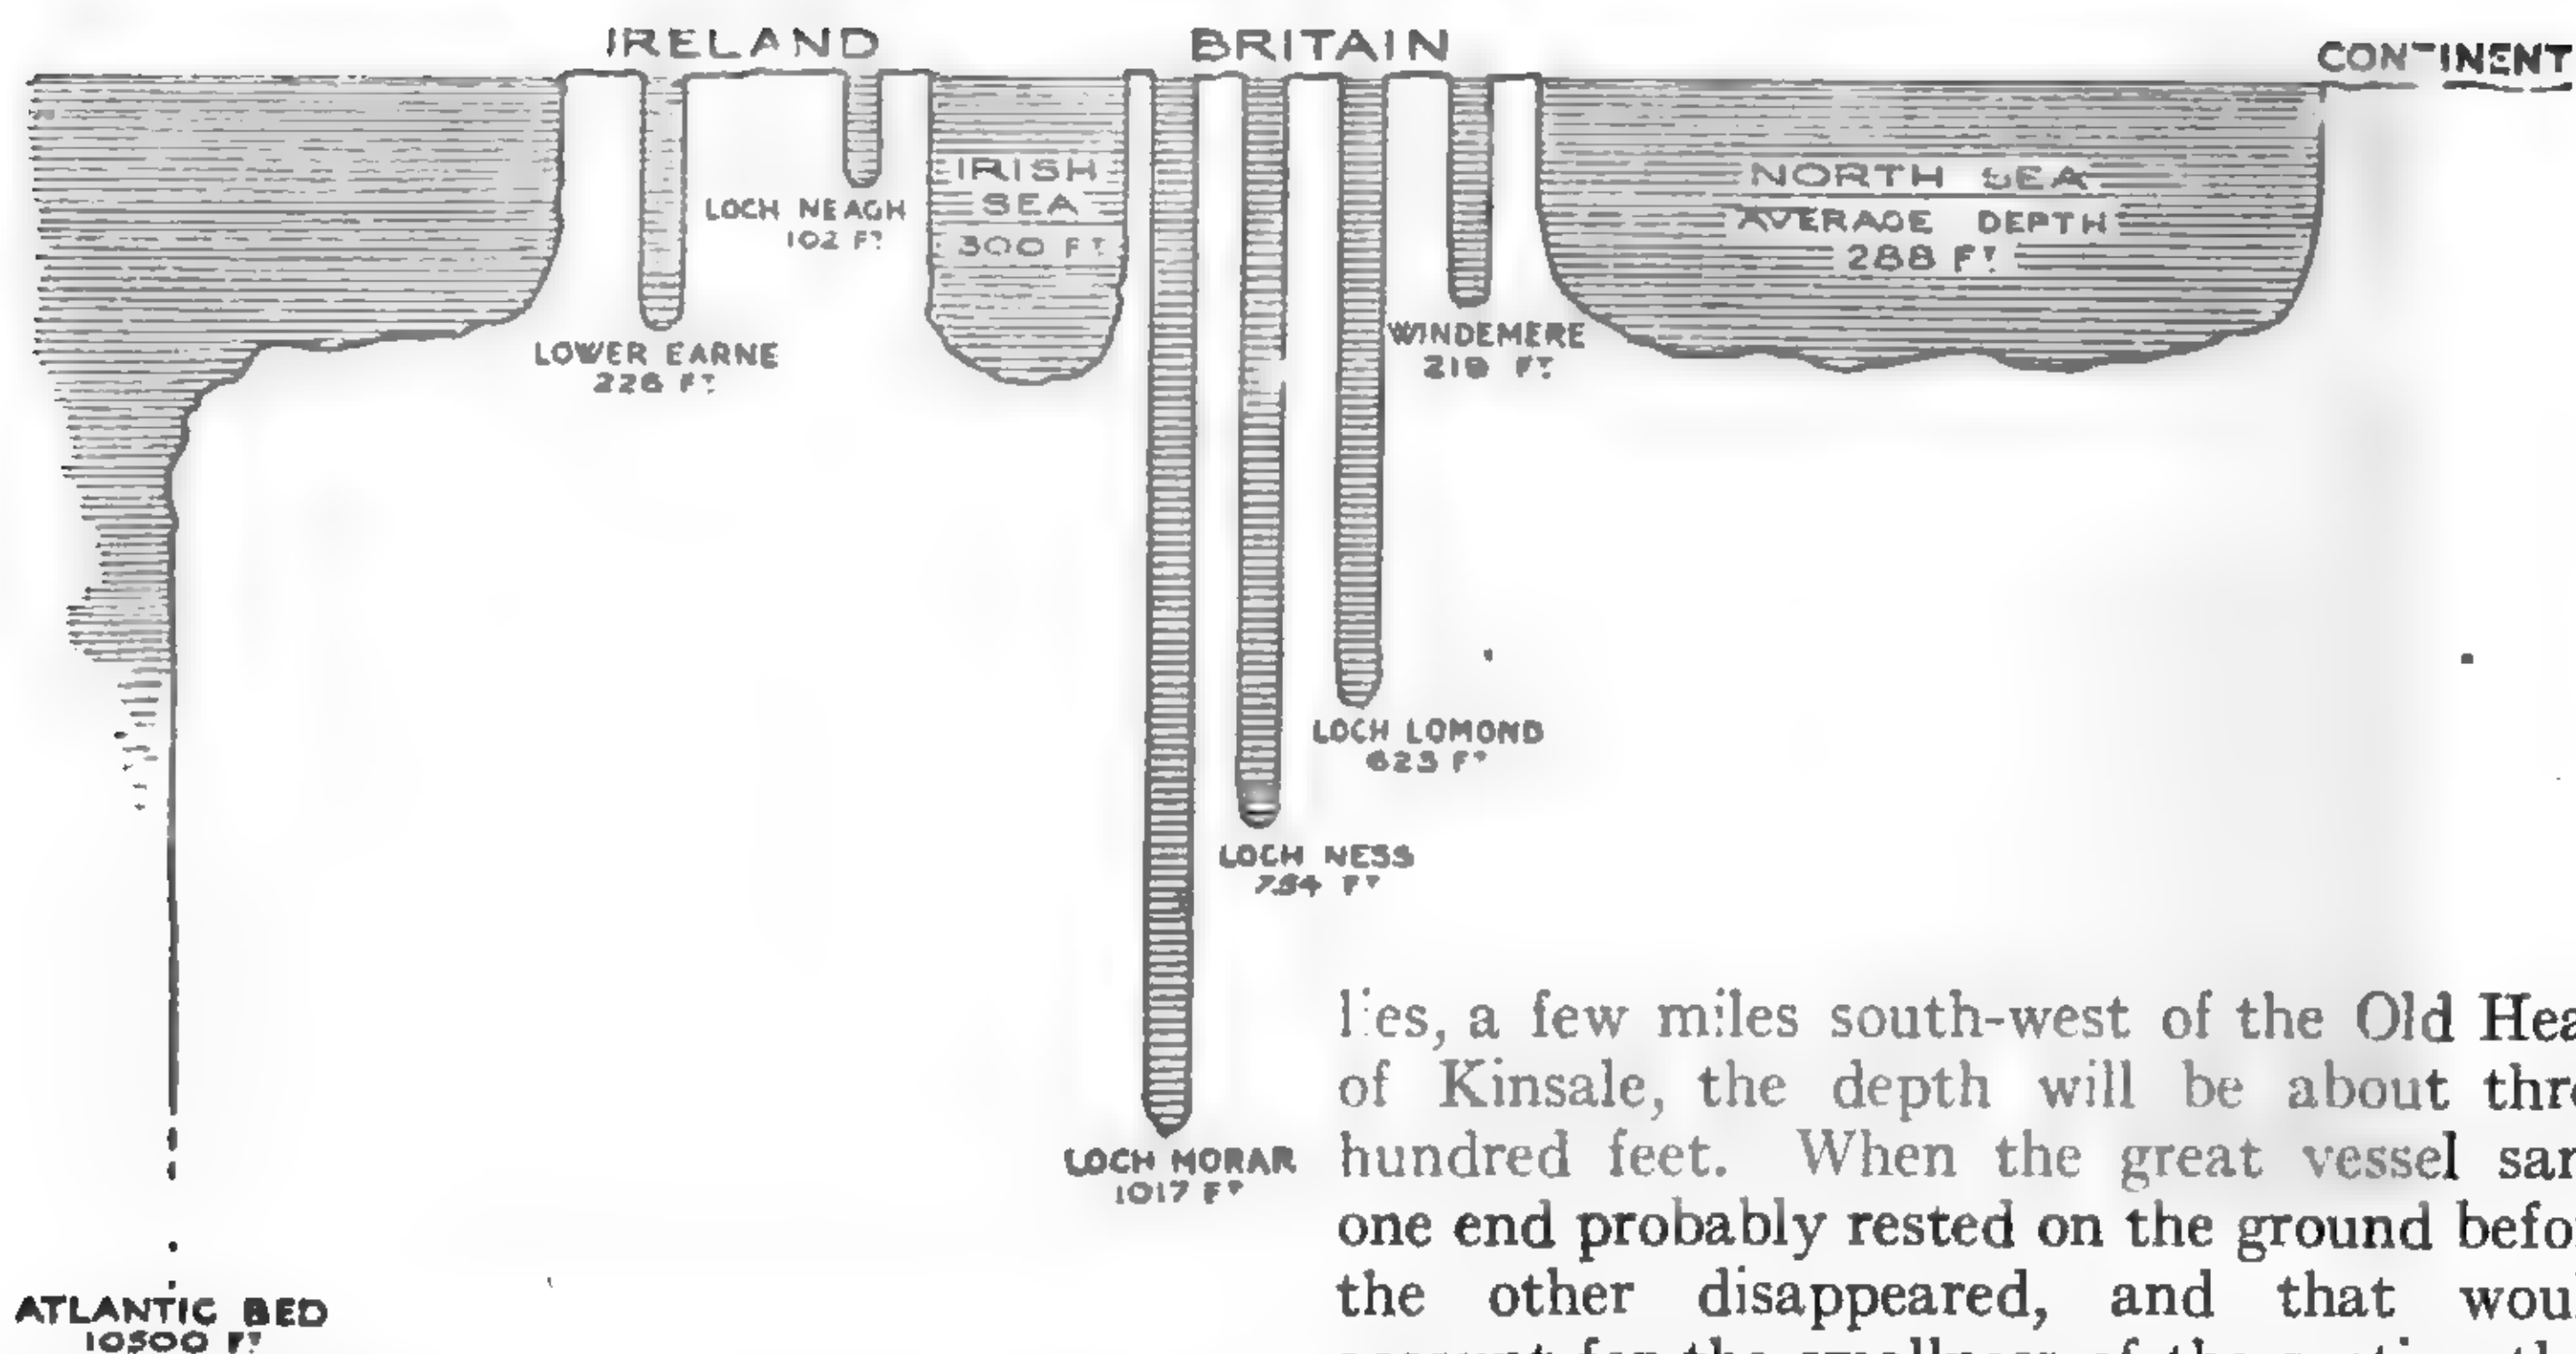 IRELAND
BRITAIN
CONTINENT
LOCH NEAGH
102 FT
IRISH
SEA
300 FT
NORTH SEA
AVERAGE DEPTH
288 FT
LOWER EARNE
226 FT
WINDEMERE
219 FT
LOCH LOMOND
623 FT
LOCH NESS
754 FT
LOCH MORAR
1017 FT
ATLANTIC BED
10500 FT
lies, a few miles south-west of the Old Hea
of Kinsale, the depth will be about thre
hundred feet. When the great vessel san
one end probably rested on the ground befo
the other disappeared, and that woul